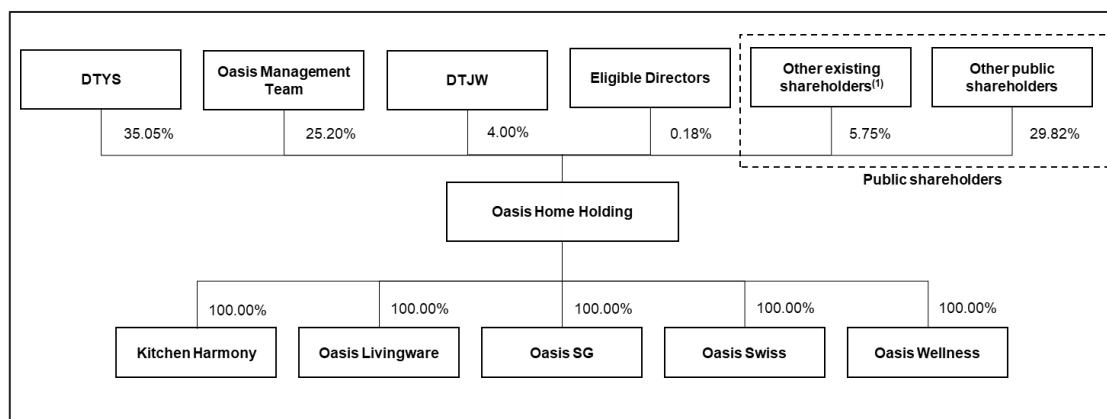 DTYS
Oasis Management
Team
DTJW
Eligible Directors
Other existing
shareholders(1)
Other public
shareholders
35.05%
25.20%
4.00%
0.18%
5.75%
29.82%
Public shareholders
Oasis Home Holding
100.00%
100.00%
100.00%
100.00%
100.00%
Kitchen Harmony
Oasis Livingware
Oasis SG
Oasis Swiss
Oasis Wellness